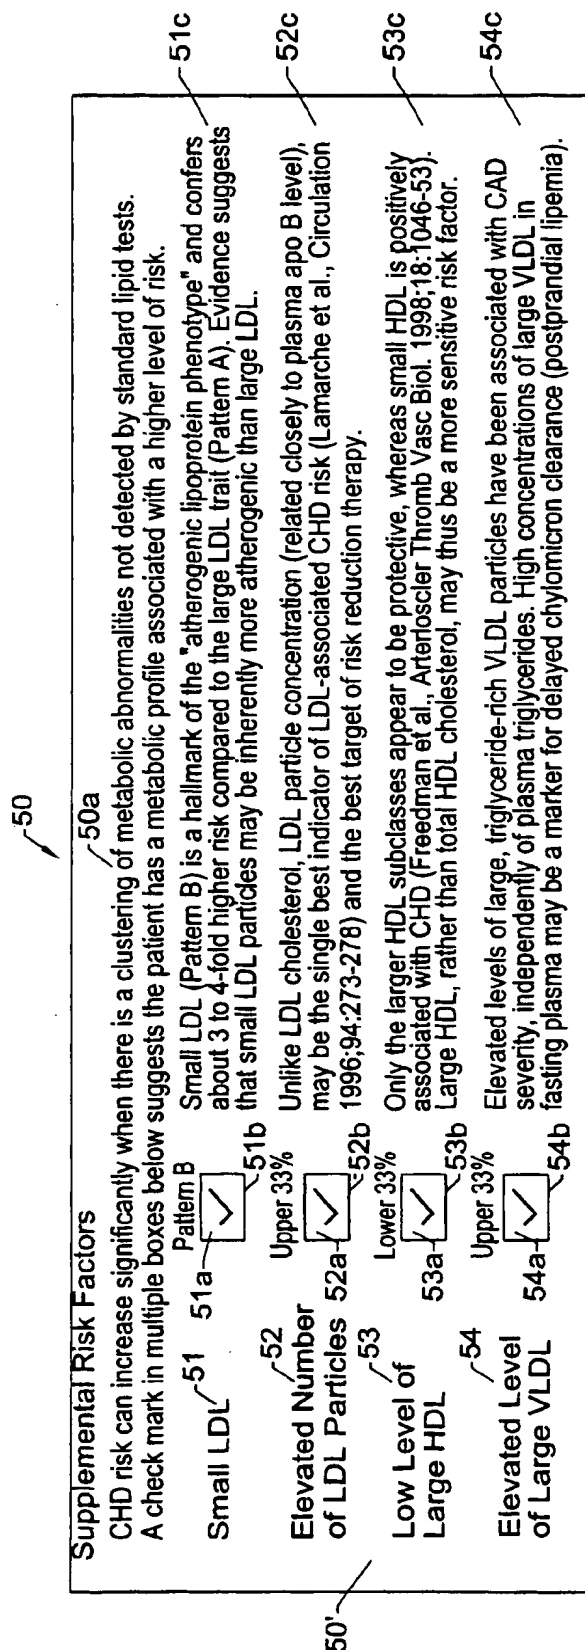 50
Supplemental Risk Factors
50a
CHD risk can increase significantly when there is a clustering of metabolic abnormalities not detected by standard lipid tests.
A check mark in multiple boxes below suggests the patient has a metabolic profile associated with a higher level of risk.
Small LDL 51
Pattern B
51a
51b
Small LDL (Pattern B) is a hallmark of the "atherogenic lipoprotein phenotype" and confers
about 3 to 4-fold higher risk compared to the large LDL trait (Pattern A). Evidence suggests
that small LDL particles may be inherently more atherogenic than large LDL.
51c
52
Elevated Number
of LDL Particles
Upper 33%
52a
52b
Unlike LDL cholesterol, LDL particle concentration (related closely to plasma apo B level),
may be the single best indicator of LDL-associated CHD risk (Lamarche et al., Circulation
1996;94:273-278) and the best target of risk reduction therapy.
52c
53
Low Level of
Large HDL
Lower 33%
53a
53b
Only the larger HDL subclasses appear to be protective, whereas small HDL is positively
associated with CHD (Freedman et al., Arterioscler Thromb Vasc Biol. 1998;18:1046-53).
Large HDL, rather than total HDL cholesterol, may thus be a more sensitive risk factor.
53c
54
Elevated Level
of Large VLDL
Upper 33%
54a
54b
Elevated levels of large, triglyceride-rich VLDL particles have been associated with CAD
severity, independently of plasma triglycerides. High concentrations of large VLDL in
fasting plasma may be a marker for delayed chylomicron clearance (postprandial lipemia).
54c
50'